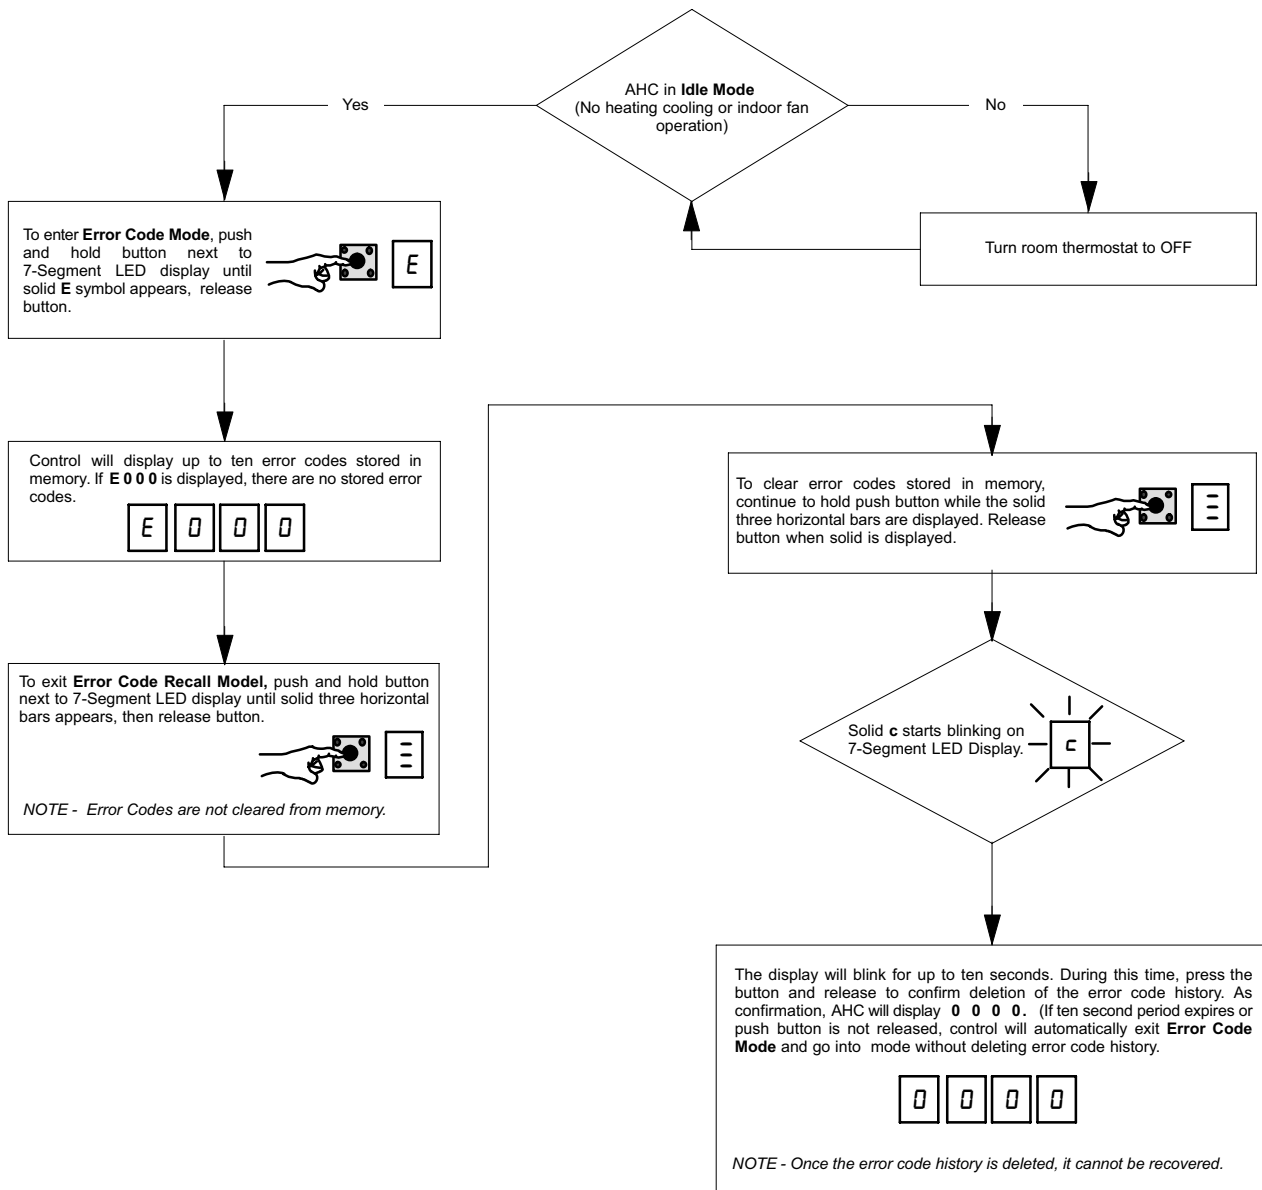 AHC in Idle Mode
(No heating cooling or indoor fan
operation)
Yes
No
To enter Error Code Mode, push
and hold button next to
7-Segment LED display until
solid E symbol appears, release
button.
E
Turn room thermostat to OFF
Control will display up to ten error codes stored in
memory. If E 0 0 0 is displayed, there are no stored error
codes.
E 0 0 0
To exit Error Code Recall Model, push and hold button
next to 7-Segment LED display until solid three horizontal
bars appears, then release button.
NOTE - Error Codes are not cleared from memory.
To clear error codes stored in memory,
continue to hold push button while the solid
three horizontal bars are displayed. Release
button when solid is displayed.
Solid c starts blinking on
7-Segment LED Display.
c
The display will blink for up to ten seconds. During this time, press the
button and release to confirm deletion of the error code history. As
confirmation, AHC will display 0 0 0 0. (If ten second period expires or
push button is not released, control will automatically exit Error Code
Mode and go into mode without deleting error code history.
0 0 0 0
NOTE - Once the error code history is deleted, it cannot be recovered.